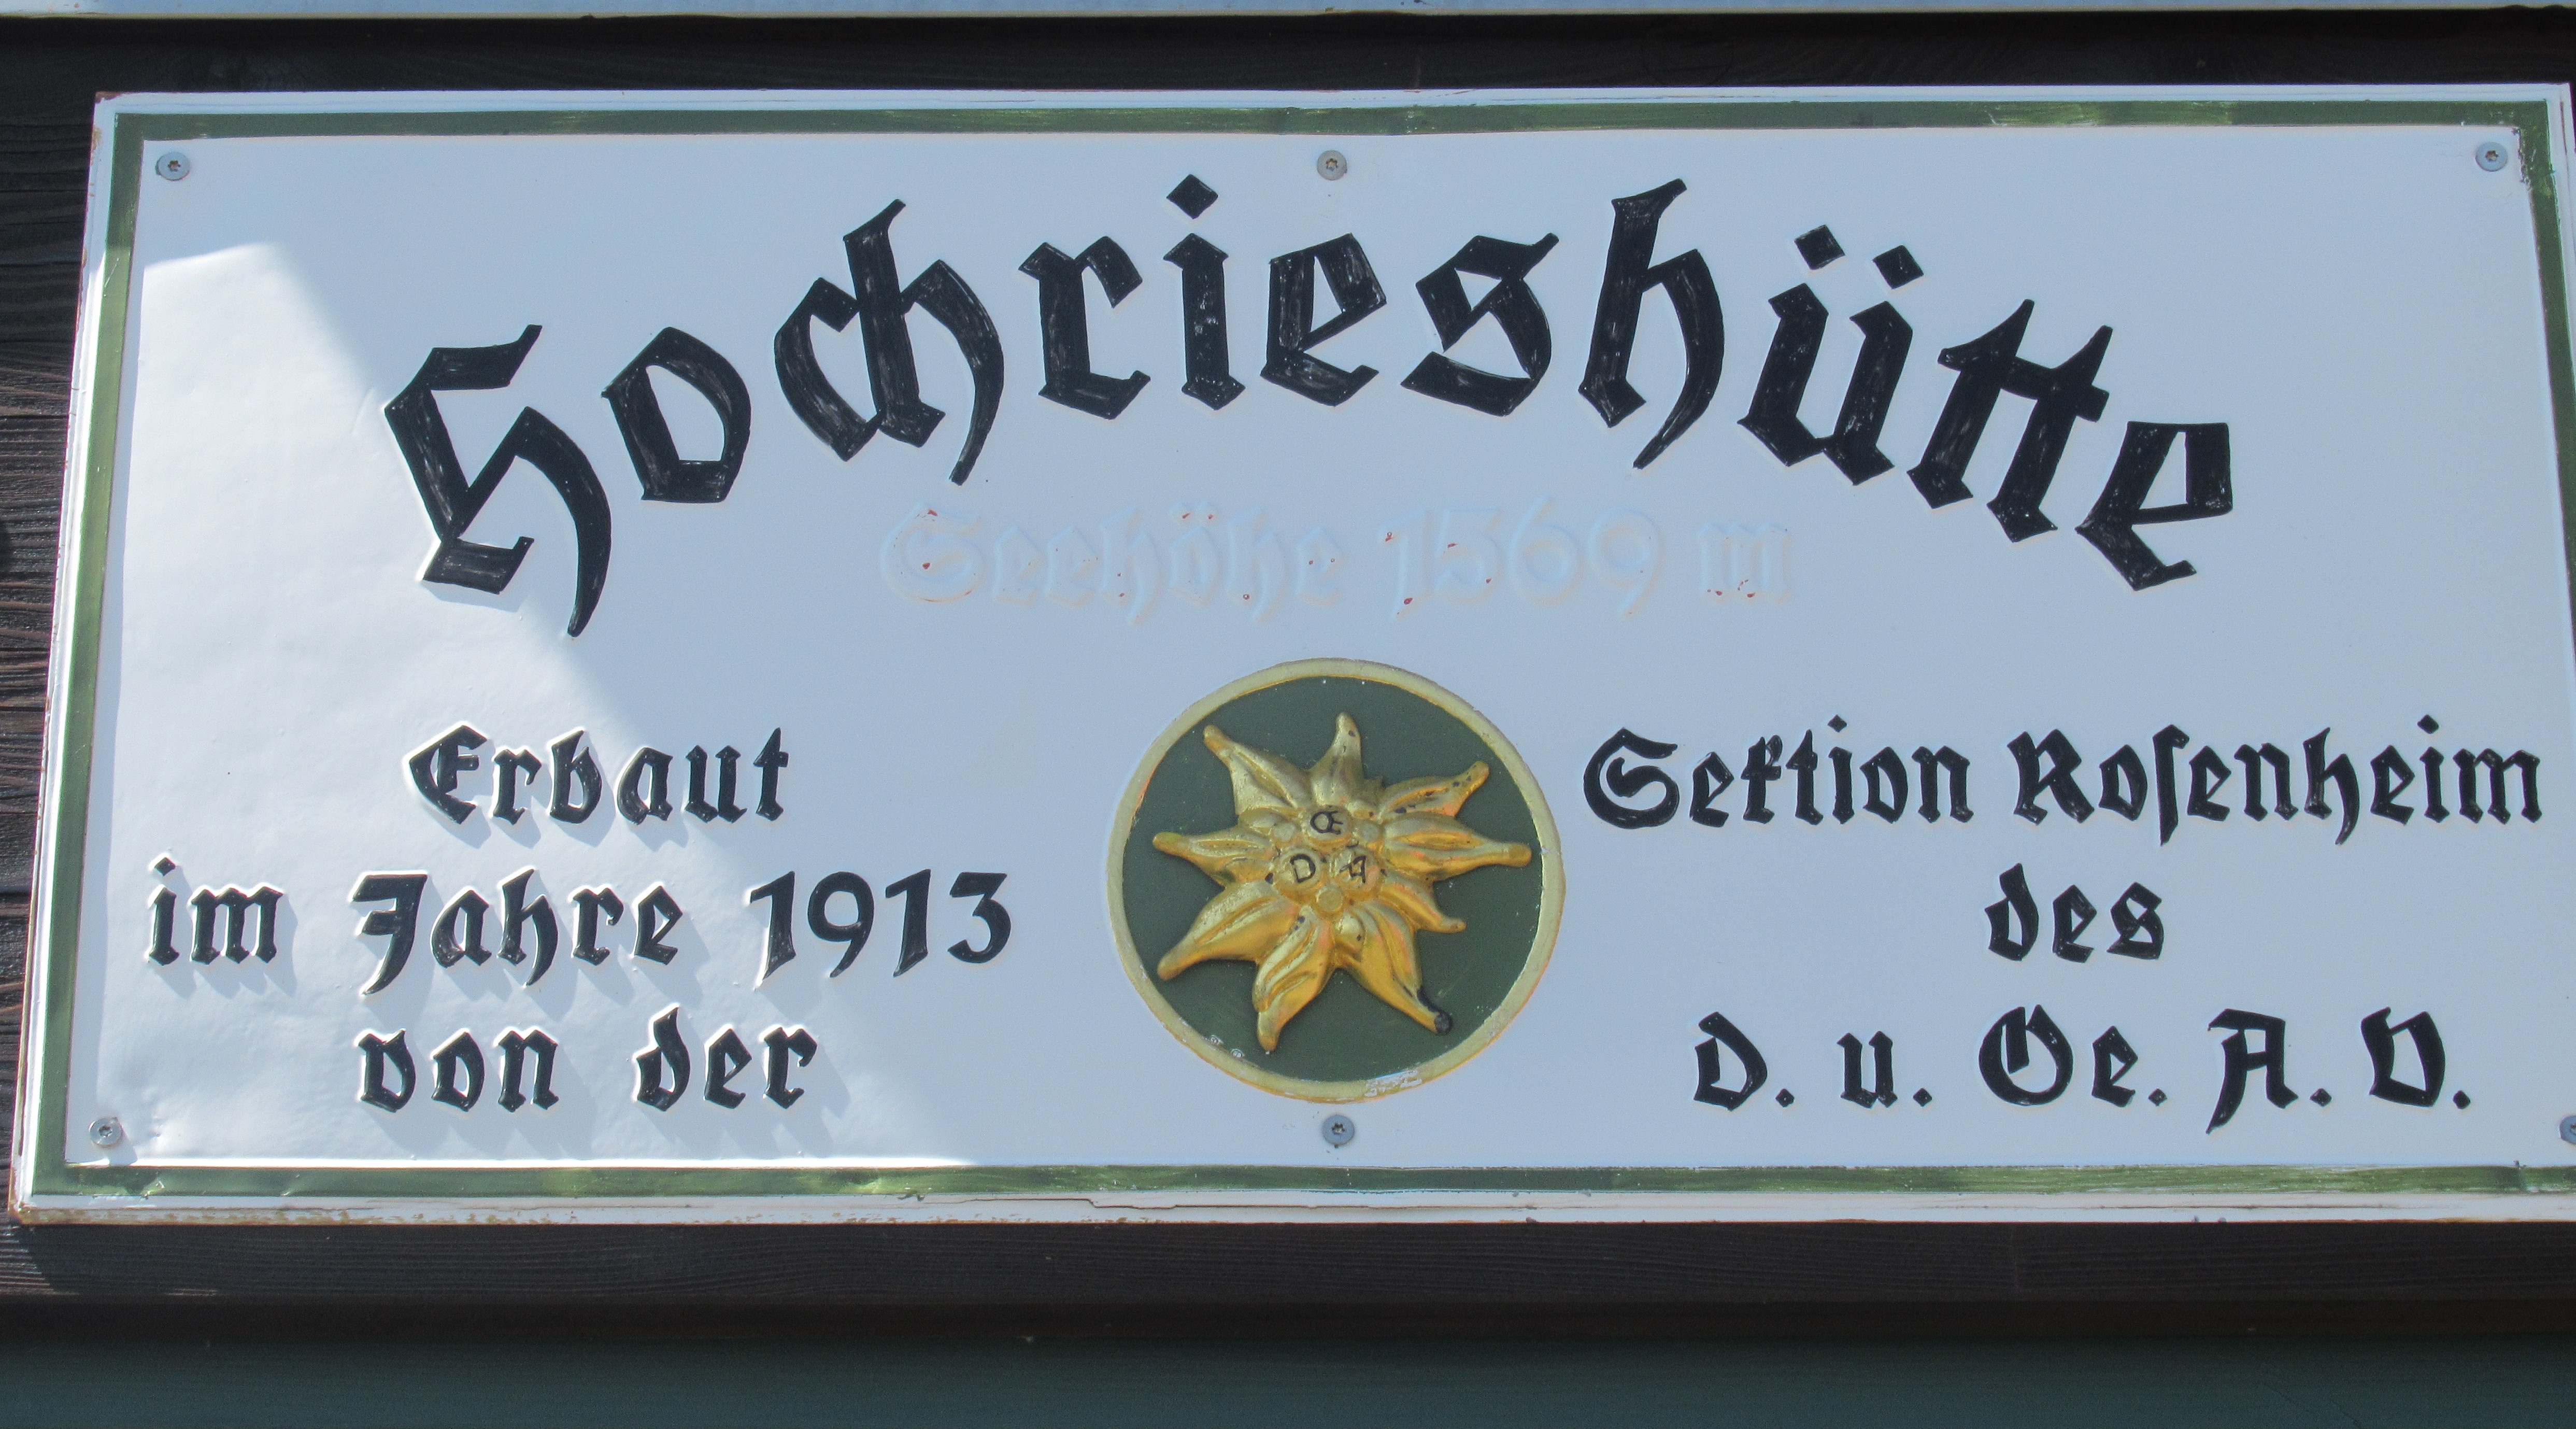 Hochrieshütte
Seehöhe 1569 m
Erbaut
im Jahre 1913
von der
Œ
D A
Sektion Roſenheim
des
D. u. Oe. A. V.